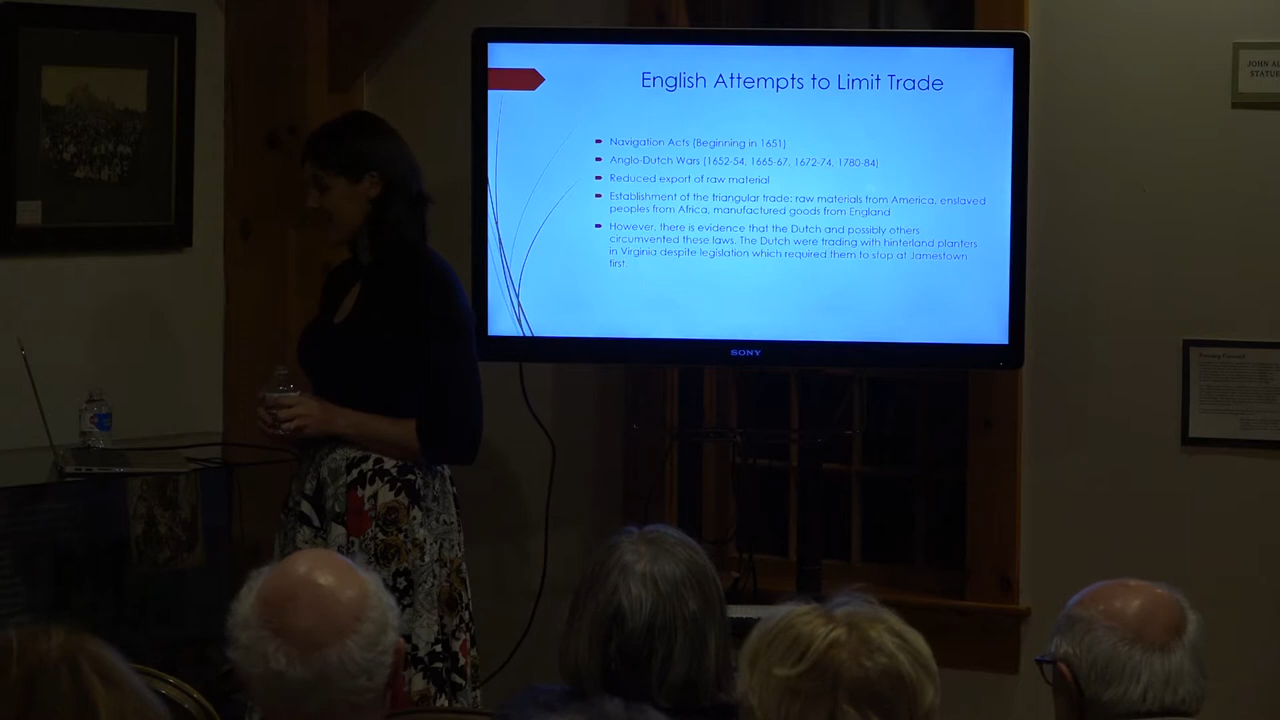 English Attempts to Limit Trade
Navigation Acts (Beginning in 1651)
Anglo-Dutch Wars (1652-54, 1665-67, 1672-74, 1780-84)
Reduced export of raw material
Establishment of the triangular trade: raw materials from America, enslaved
peoples from Africa, manufactured goods from England
However, there is evidence that the Dutch and possibly others
circumvented these laws. The Dutch were trading with hinterland planters
in Virginia despite legislation which required them to stop at Jamestown
first.
SONY
JOHN AL
STATUE